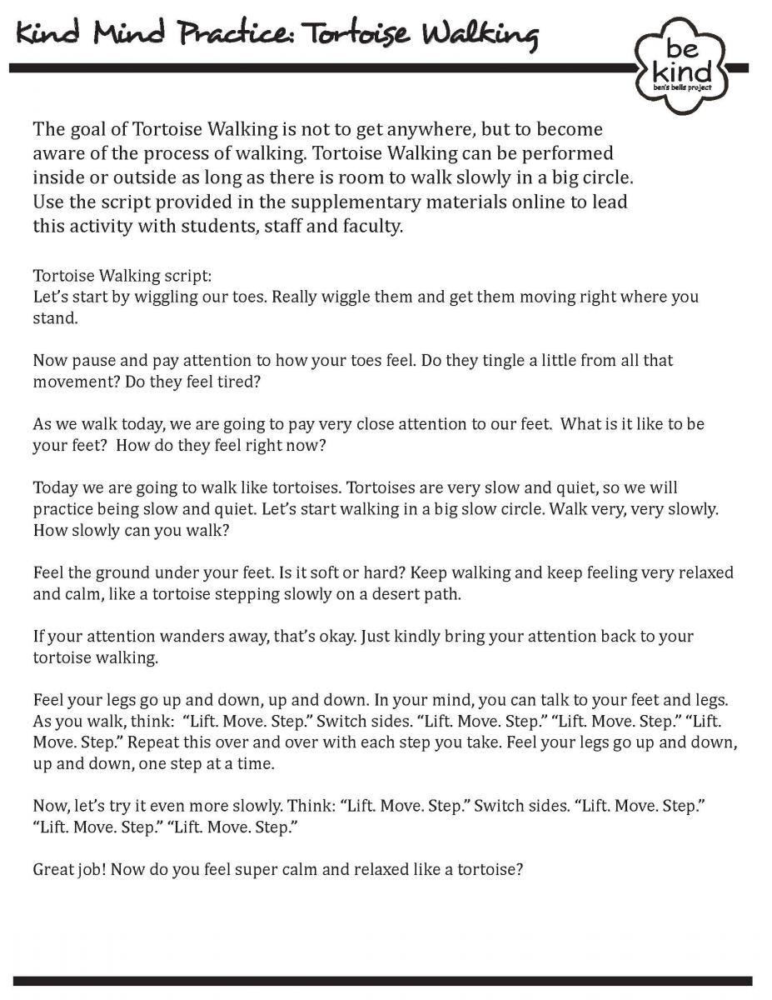 Kind Mind Practice: Tortoise Walking
be
kind
ben's bells project
The goal of Tortoise Walking is not to get anywhere, but to become
aware of the process of walking. Tortoise Walking can be performed
inside or outside as long as there is room to walk slowly in a big circle.
Use the script provided in the supplementary materials online to lead
this activity with students, staff and faculty.
Tortoise Walking script:
Let’s start by wiggling our toes. Really wiggle them and get them moving right where you
stand.
Now pause and pay attention to how your toes feel. Do they tingle a little from all that
movement? Do they feel tired?
As we walk today, we are going to pay very close attention to our feet.  What is it like to be
your feet?  How do they feel right now?
Today we are going to walk like tortoises. Tortoises are very slow and quiet, so we will
practice being slow and quiet. Let’s start walking in a big slow circle. Walk very, very slowly.
How slowly can you walk?
Feel the ground under your feet. Is it soft or hard? Keep walking and keep feeling very relaxed
and calm, like a tortoise stepping slowly on a desert path.
If your attention wanders away, that’s okay. Just kindly bring your attention back to your
tortoise walking.
Feel your legs go up and down, up and down. In your mind, you can talk to your feet and legs.
As you walk, think:  “Lift. Move. Step.” Switch sides. “Lift. Move. Step.” “Lift. Move. Step.” “Lift.
Move. Step.” Repeat this over and over with each step you take. Feel your legs go up and down,
up and down, one step at a time.
Now, let’s try it even more slowly. Think: “Lift. Move. Step.” Switch sides. “Lift. Move. Step.”
“Lift. Move. Step.” “Lift. Move. Step.”
Great job! Now do you feel super calm and relaxed like a tortoise?